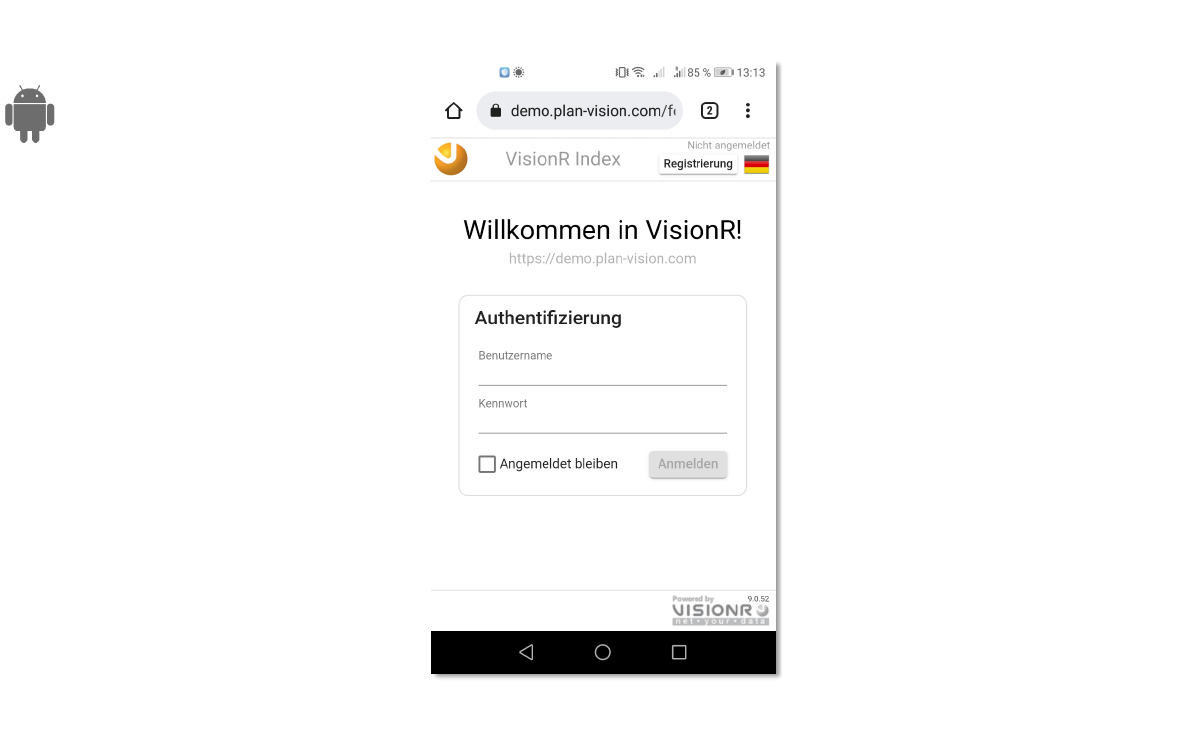 85 % 13:13
demo.plan-vision.com/fe
2
Nicht angemeldet
VisionR Index
Registrierung
Willkommen in VisionR!
https://demo.plan-vision.com
Authentifizierung
Benutzername
Kennwort
Angemeldet bleiben
Anmelden
Powered by
9.0.52
VISIONR
net•your•data